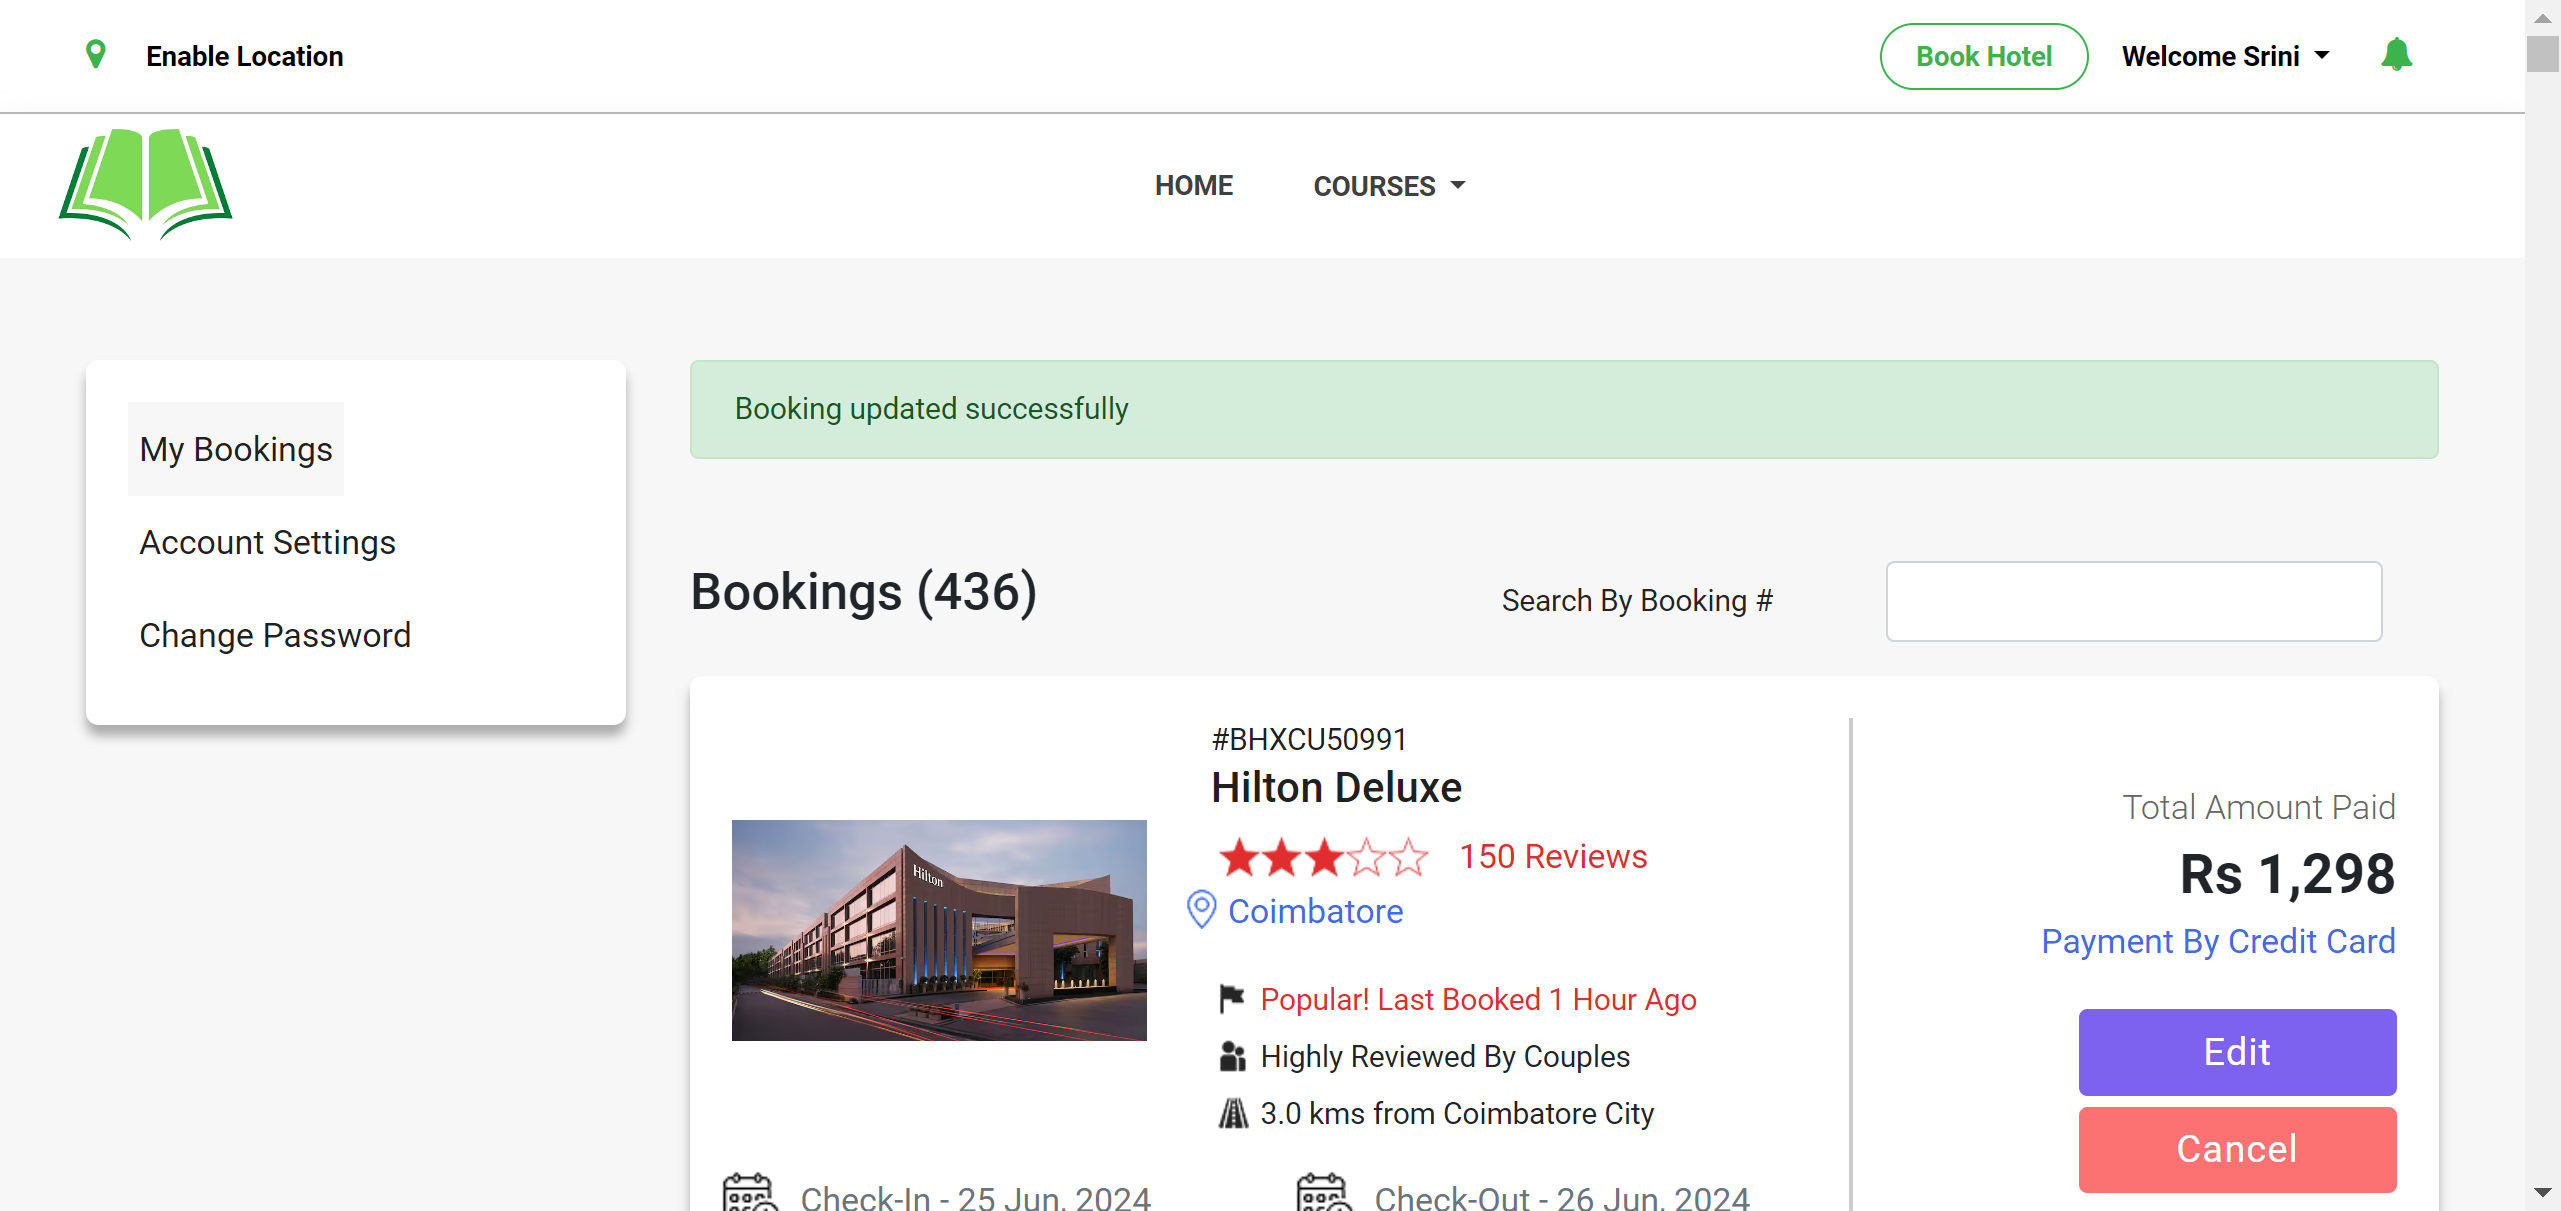 Enable Location
Book Hotel
Welcome Srini
HOME
COURSES
My Bookings
Account Settings
Change Password
Booking updated successfully
Bookings (436)
Search By Booking #
#BHXCU50991
Hilton Deluxe
150 Reviews
Coimbatore
Hilton
Popular! Last Booked 1 Hour Ago
Highly Reviewed By Couples
3.0 kms from Coimbatore City
Check-In - 25 Jun, 2024
Check-Out - 26 Jun, 2024
Total Amount Paid
Rs 1,298
Payment By Credit Card
Edit
Cancel